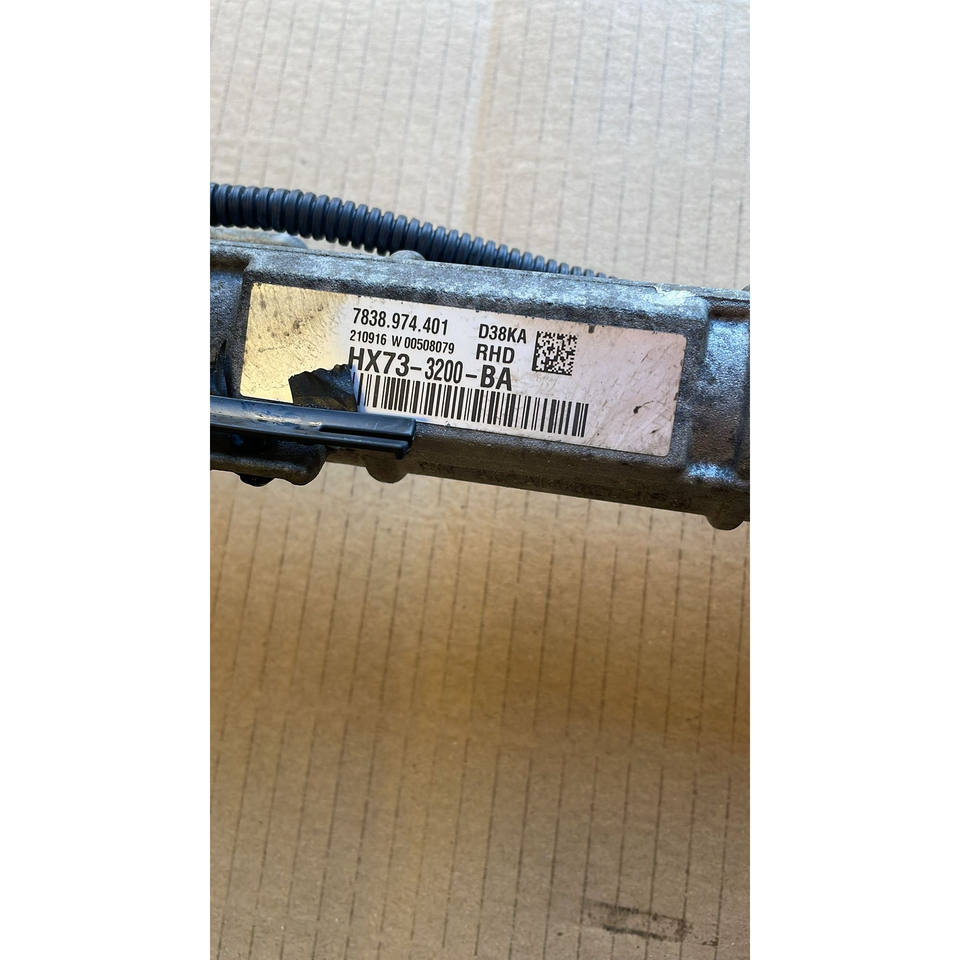 7838.974.401 D38KA
210916 W 00508079 RHD
HX73-3200-BA